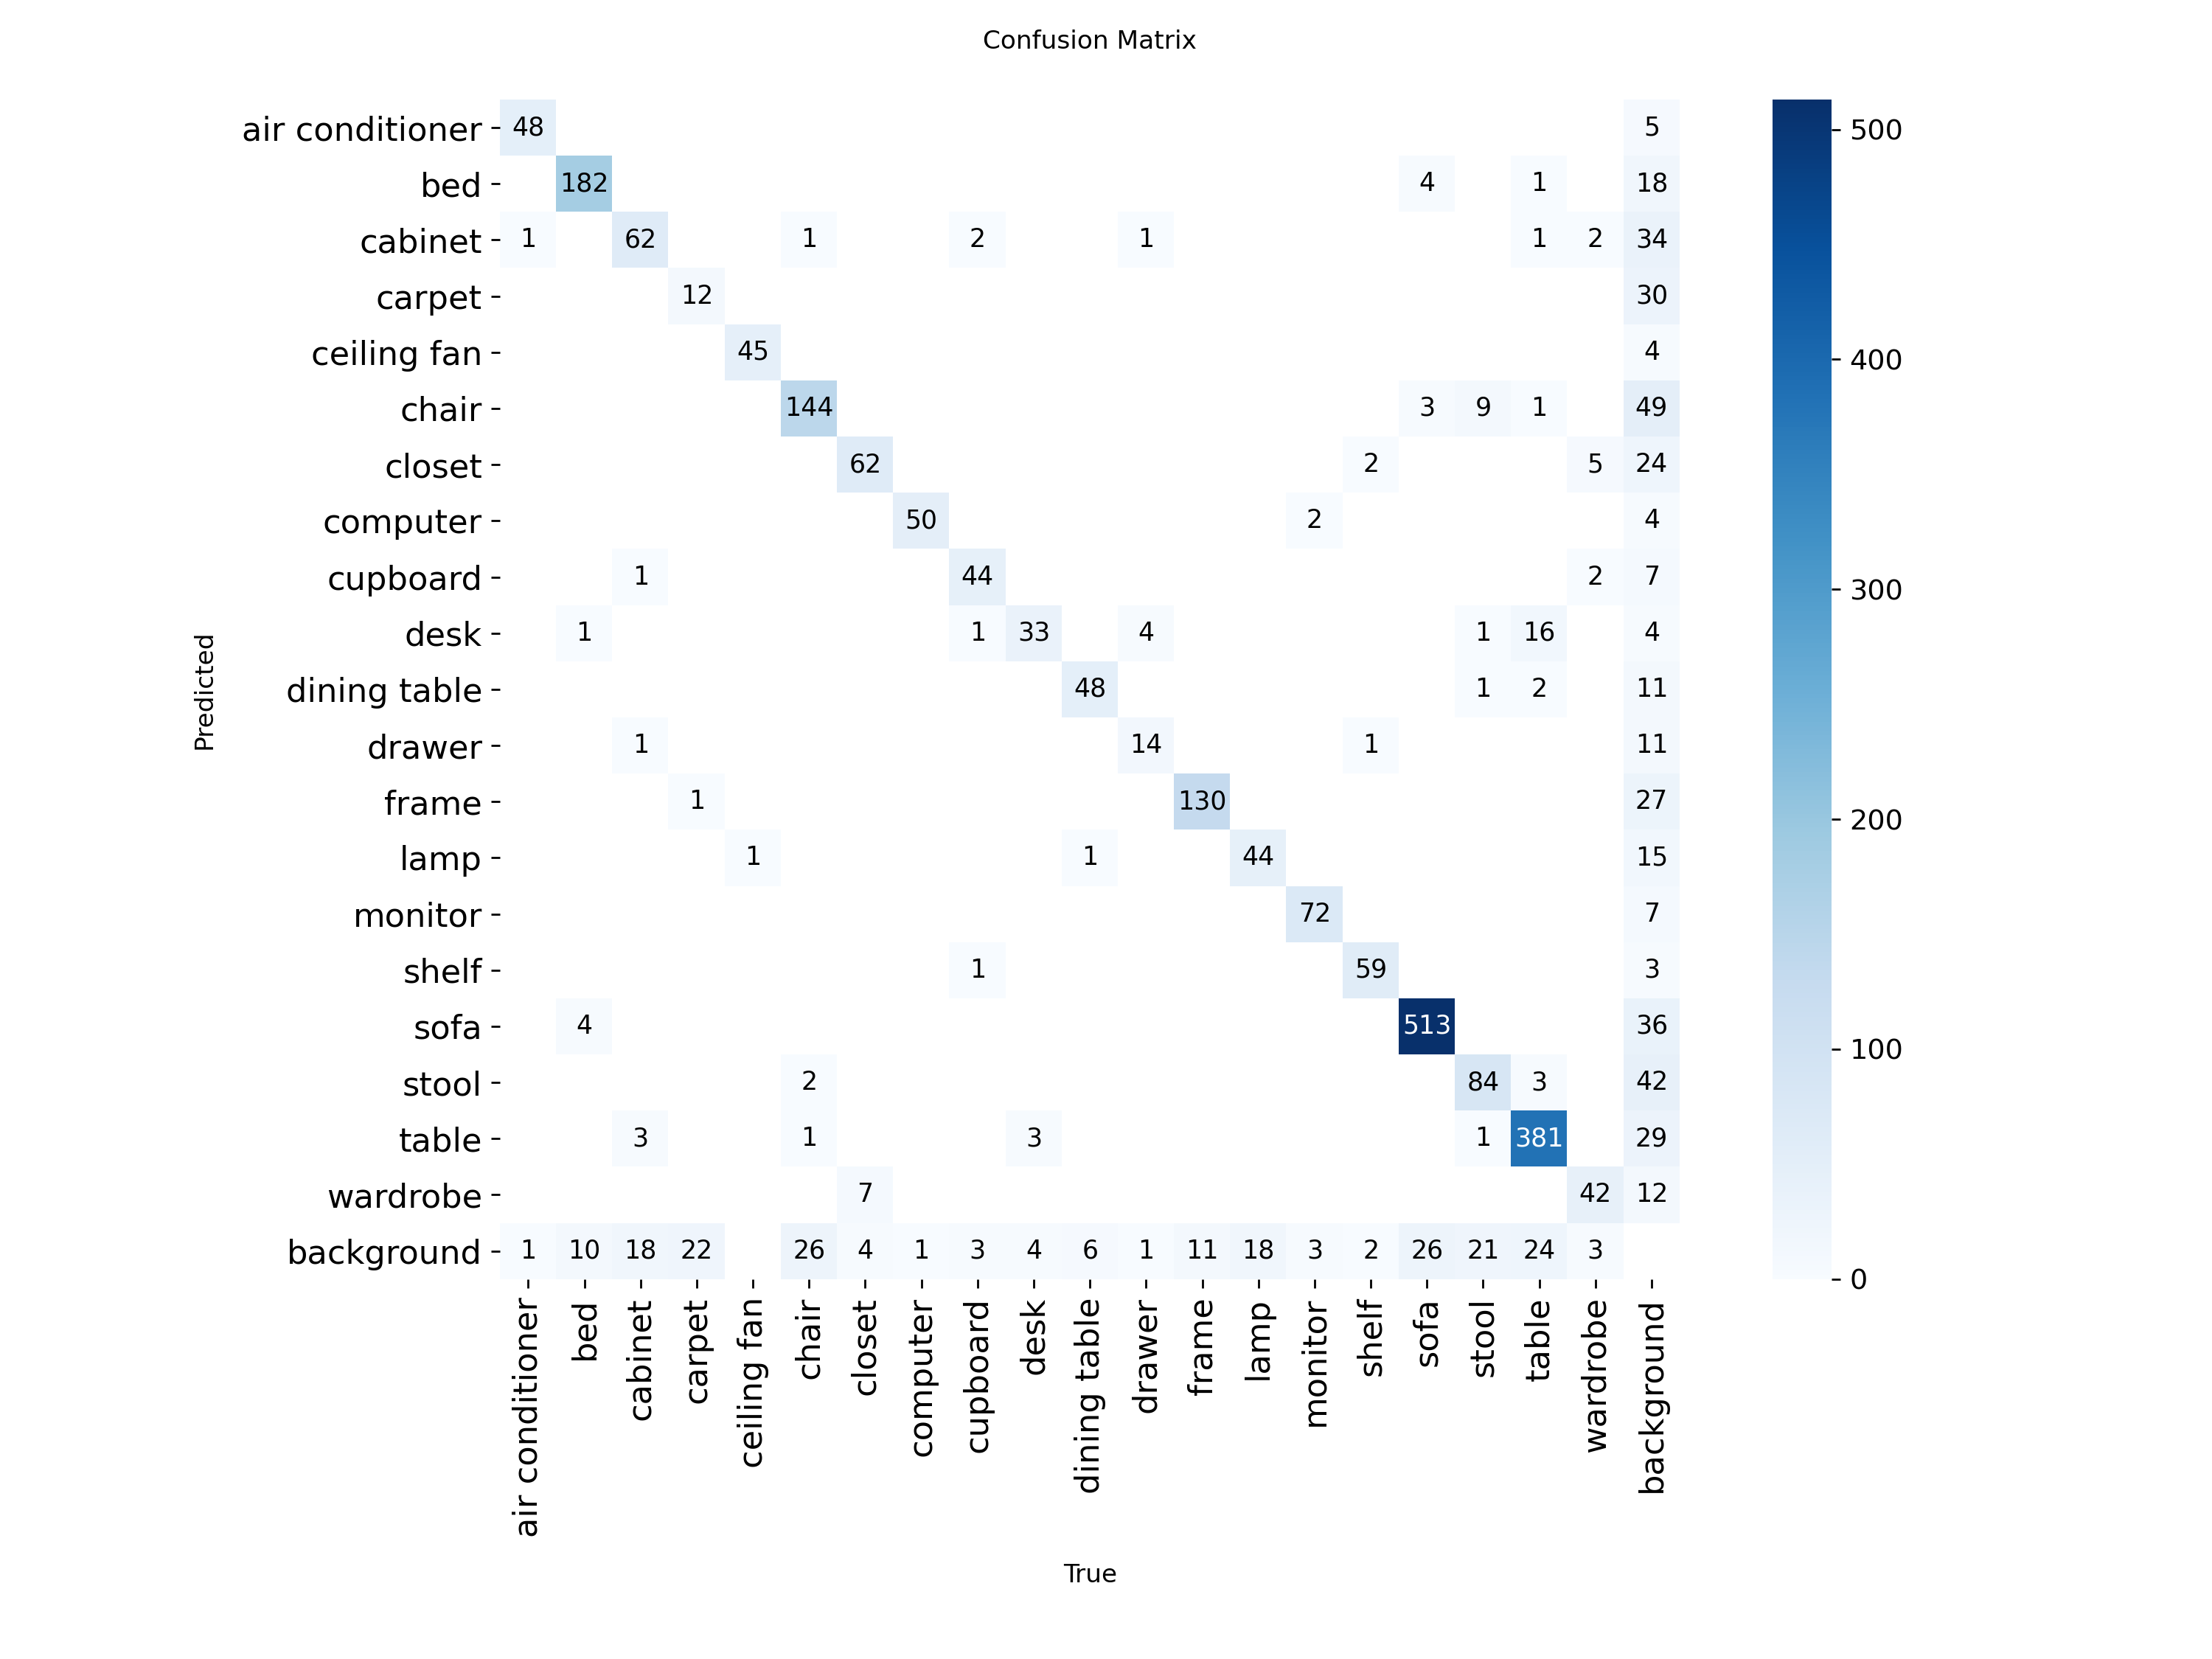 Confusion Matrix
air conditioner 48 5 500
bed 182 4 1 18
cabinet 1 62 1 2 1 1 2 34
carpet 12 30
ceiling fan 45 4 400
chair 144 3 9 1 49
closet 62 2 5 24
computer 50 2 4
cupboard 1 44 2 7 300
desk 1 1 33 4 1 16 4
Predicted
dining table 48 1 2 11
drawer 1 14 1 11
frame 1 130 27 200
lamp 1 1 44 15
monitor 72 7
shelf 1 59 3
sofa 4 513 36 100
stool 2 84 3 42
table 3 1 3 1 381 29
wardrobe 7 42 12
background 1 10 18 22 26 4 1 3 4 6 1 11 18 3 2 26 21 24 3 0
air conditioner bed cabinet carpet ceiling fan chair closet computer cupboard desk dining table drawer frame lamp monitor shelf sofa stool table wardrobe background
True